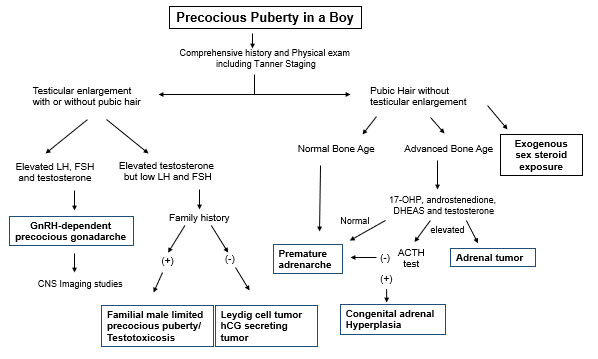 Precocious Puberty in a Boy
Comprehensive history and Physical exam
including Tanner Staging
Testicular enlargement
with or without pubic hair
Pubic Hair without
testicular enlargement
Elevated LH, FSH
and testosterone
Elevated testosterone
but low LH and FSH
Normal Bone Age
Advanced Bone Age
Exogenous
sex steroid
exposure
GnRH-dependent
precocious gonadarche
Family history
17-OHP, androstenedione,
DHEAS and testosterone,
Normal
elevated
CNS Imaging studies
(+)
(-)
Premature
adrenarche
(-)
ACTH
test
(+)
Adrenal tumor
Familial male limited
precocious puberty/
Testotoxicosis
Leydig cell tumor
hCG secreting
tumor
Congenital adrenal
Hyperplasia